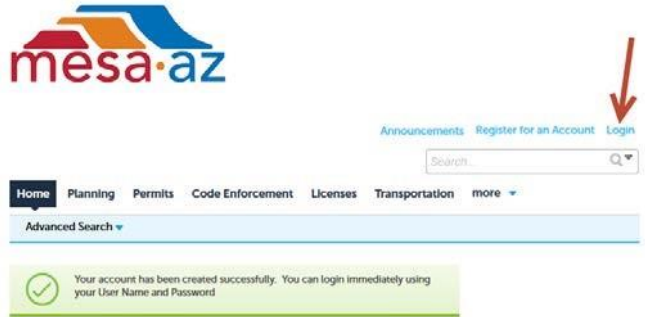 mesa·az
Announcements Register for an Account Login
Search...
Home Planning Permits Code Enforcement Licenses Transportation more
Advanced Search
Your account has been created successfully. You can login immediately using
your User Name and Password